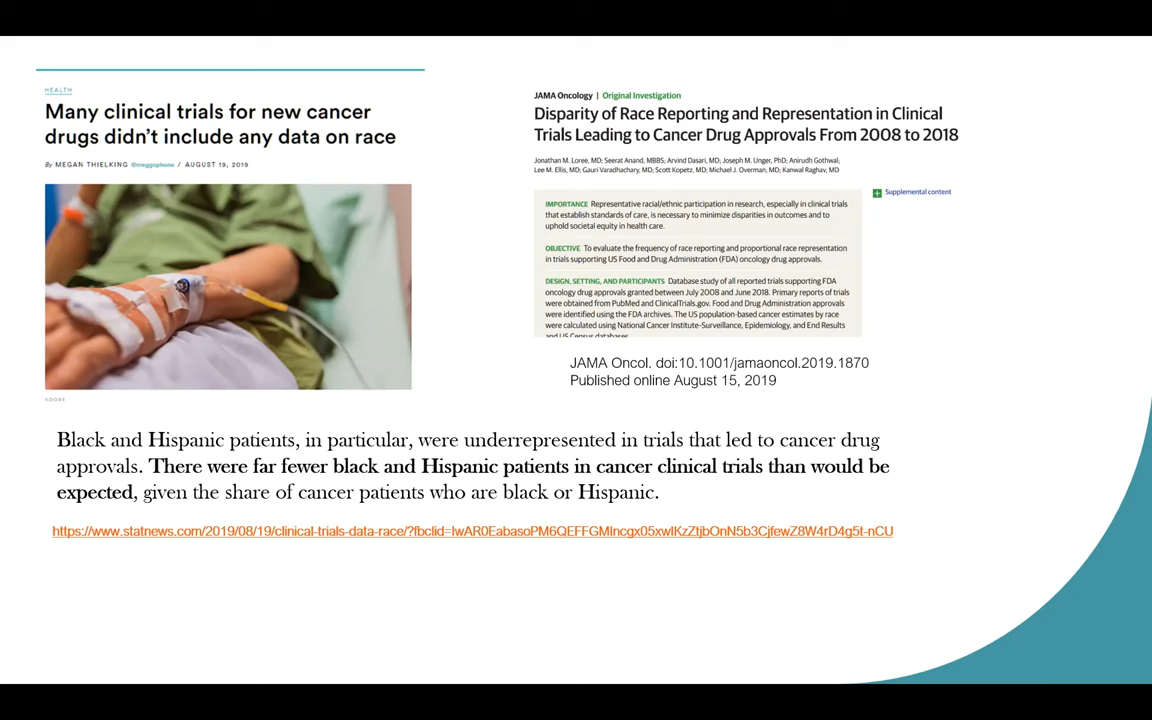 HEALTH
Many clinical trials for new cancer
drugs didn't include any data on race
By MEGAN THIELKING @meggophone / AUGUST 19, 2019
ADOBE
JAMA Oncology | Original Investigation
Disparity of Race Reporting and Representation in Clinical
Trials Leading to Cancer Drug Approvals From 2008 to 2018
Jonathan M. Loree, MD; Seerat Anand, MBBS; Arvind Dasari, MD; Joseph M. Unger, PhD; Anirudh Gothwal;
Lee M. Ellis, MD; Gauri Varadhachary, MD; Scott Kopetz, MD; Michael J. Overman, MD; Kanwal Raghav, MD
Supplemental content
IMPORTANCE Representative racial/ethnic participation in research, especially in clinical trials
that establish standards of care, is necessary to minimize disparities in outcomes and to
uphold societal equity in health care.
OBJECTIVE To evaluate the frequency of race reporting and proportional race representation
in trials supporting US Food and Drug Administration (FDA) oncology drug approvals.
DESIGN, SETTING, AND PARTICIPANTS Database study of all reported trials supporting FDA
oncology drug approvals granted between July 2008 and June 2018. Primary reports of trials
were obtained from PubMed and ClinicalTrials.gov. Food and Drug Administration approvals
were identified using the FDA archives. The US population-based cancer estimates by race
were calculated using National Cancer Institute-Surveillance, Epidemiology, and End Results
and US Census databases.
JAMA Oncol. doi:10.1001/jamaoncol.2019.1870
Published online August 15, 2019
Black and Hispanic patients, in particular, were underrepresented in trials that led to cancer drug
approvals. There were far fewer black and Hispanic patients in cancer clinical trials than would be
expected, given the share of cancer patients who are black or Hispanic.
https://www.statnews.com/2019/08/19/clinical-trials-data-race/?fbclid=IwAR0EabasoPM6QEFFGMlncgx05xwIKzZtjbOnN5b3CjfewZ8W4rD4g5t-nCU